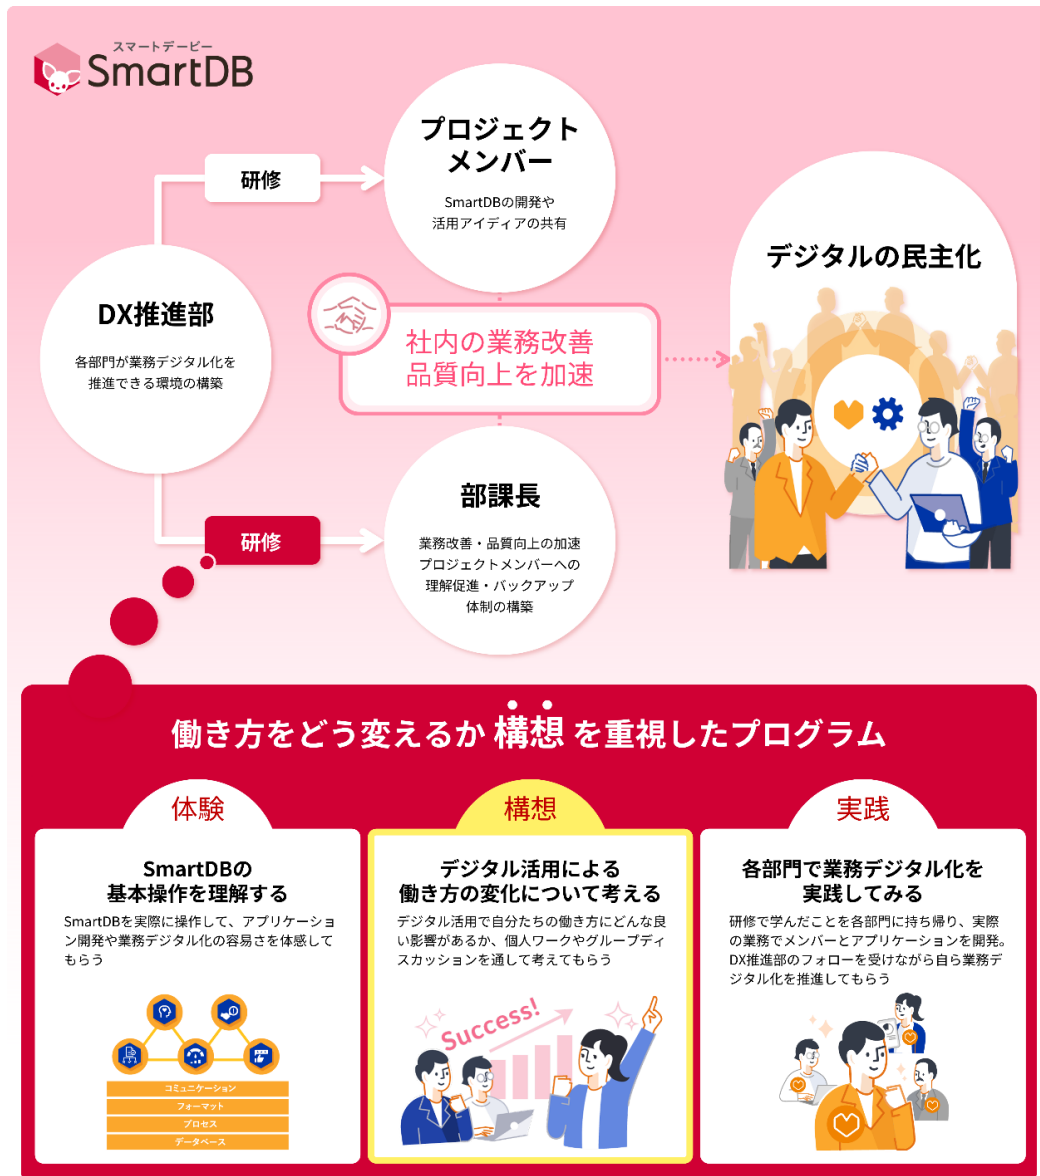 スマートデービー
SmartDB
プロジェクト
メンバー
SmartDBの開発や
活用アイディアの共有
研修
DX推進部
各部門が業務デジタル化を
推進できる環境の構築
社内の業務改善
品質向上を加速
デジタルの民主化
研修
部課長
業務改善・品質向上の加速
プロジェクトメンバーへの
理解促進・バックアップ
体制の構築
働き方をどう変えるか 構想 を重視したプログラム
体験
SmartDBの
基本操作を理解する
SmartDBを実際に操作して、アプリケーショ
ン開発や業務デジタル化の容易さを体感して
もらう
コミュニケーション
フォーマット
プロセス
データベース
構想
デジタル活用による
働き方の変化について考える
デジタル活用で自分たちの働き方にどんな良
い影響があるか、個人ワークやグループディ
スカッションを通して考えてもらう
Success!
実践
各部門で業務デジタル化を
実践してみる
研修で学んだことを各部門に持ち帰り、実際
の業務でメンバーとアプリケーションを開発。
DX推進部のフォローを受けながら自ら業務デ
ジタル化を推進してもらう